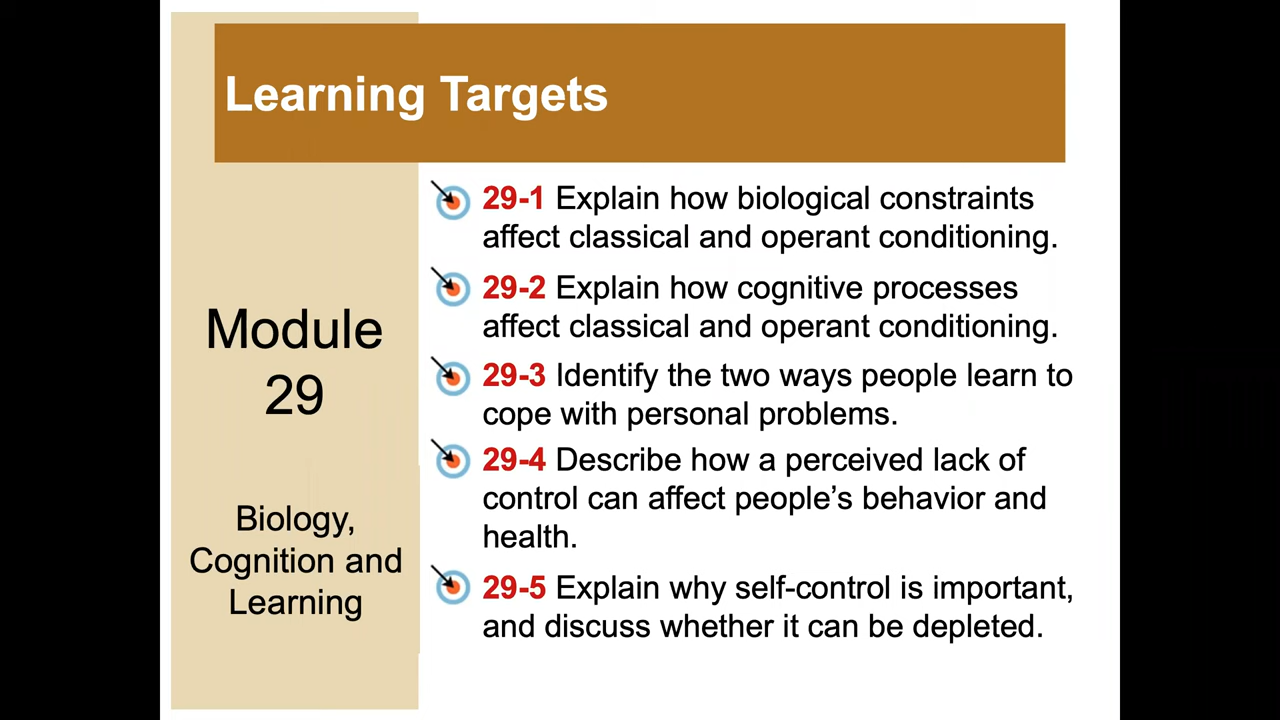 Learning Targets
Module
29
Biology,
Cognition and
Learning
29-1 Explain how biological constraints
affect classical and operant conditioning.
29-2 Explain how cognitive processes
affect classical and operant conditioning.
29-3 Identify the two ways people learn to
cope with personal problems.
29-4 Describe how a perceived lack of
control can affect people’s behavior and
health.
29-5 Explain why self-control is important,
and discuss whether it can be depleted.